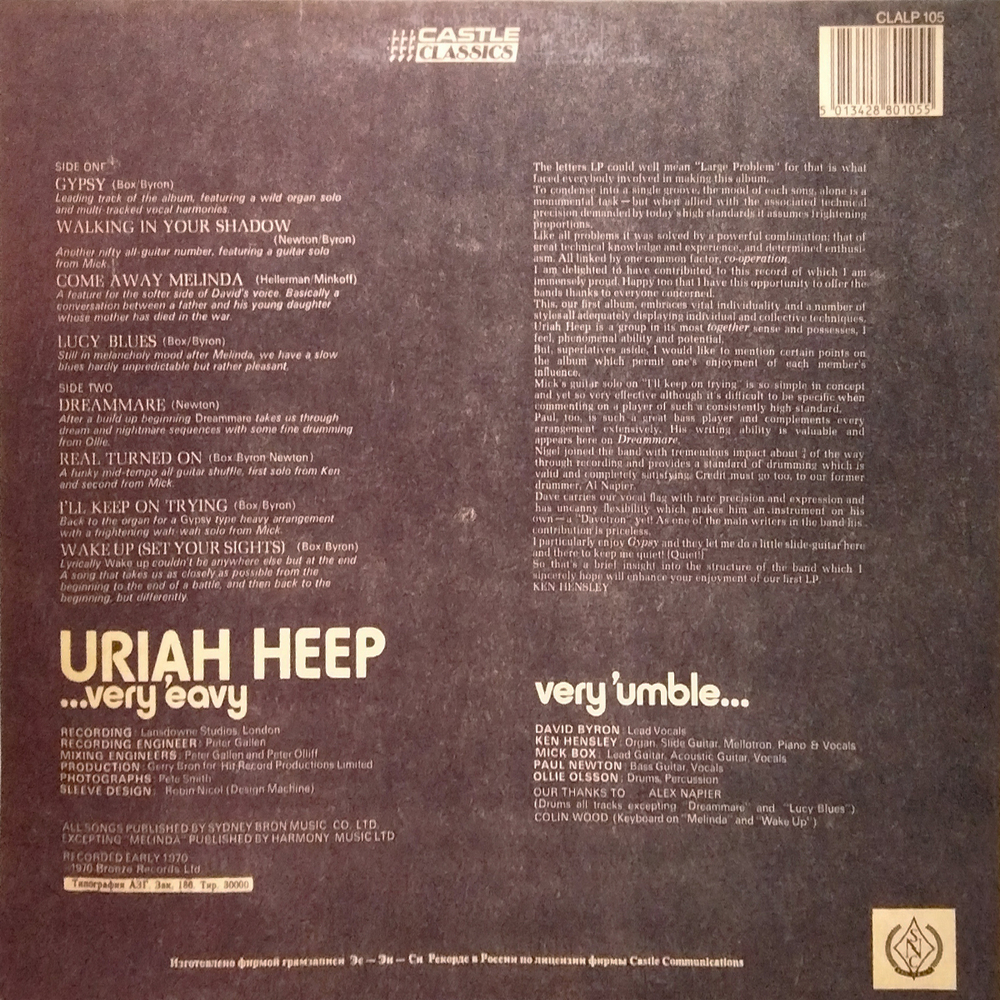 CASTLE
CLASSICS
CLALP 105
5 013428 801055
SIDE ONE
GYPSY (Box/Byron)
Leading track of the album, featuring a wild organ solo
and multi-tracked vocal harmonies.
WALKING IN YOUR SHADOW
(Newton/Byron)
Another nifty all-guitar number, featuring a guitar solo
from Mick.
COME AWAY MELINDA (Hellerman/Minkoff)
A feature for the softer side of David's voice. Basically a
conversation between a father and his young daughter
whose mother has died in the war.
LUCY BLUES (Box/Byron)
Still in melancholy mood after Melinda, we have a slow
blues hardly unpredictable but rather pleasant.
SIDE TWO
DREAMMARE (Newton)
After a build up beginning Dreammare takes us through
dream and nightmare sequences with some fine drumming
from Ollie.
REAL TURNED ON (Box/Byron/Newton)
A funky mid-tempo all guitar shuffle, first solo from Ken
and second from Mick.
I'LL KEEP ON TRYING (Box/Byron)
Back to the organ for a Gypsy type heavy arrangement
with a frightening wah-wah solo from Mick.
WAKE UP (SET YOUR SIGHTS) (Box/Byron)
Lyrically Wake up couldn't be anywhere else but at the end
A song that takes us as closely as possible from the
beginning to the end of a battle, and then back to the
beginning, but differently.
The letters LP could well mean "Large Problem" for that is what
faced everybody involved in making this album.
To condense into a single groove, the mood of each song, alone is a
monumental task — but when allied with the associated technical
precision demanded by today's high standards it assumes frightening
proportions.
Like all problems it was solved by a powerful combination; that of
great technical knowledge and experience, and determined enthusi-
asm. All linked by one common factor, co-operation.
I am delighted to have contributed to this record of which I am
immensely proud. Happy too that I have this opportunity to offer the
bands thanks to everyone concerned.
This, our first album, embraces vital individuality and a number of
styles all adequately displaying individual and collective techniques.
Uriah Heep is a group in its most together sense and possesses, I
feel, phenomenal ability and potential.
But, superlatives aside, I would like to mention certain points on
the album which permit one's enjoyment of each member's
influence.
Mick's guitar solo on "I'll keep on trying" is so simple in concept
and yet so very effective although it's difficult to be specific when
commenting on a player of such a consistently high standard.
Paul, too, is such a great bass player and complements every
arrangement extensively. His writing ability is valuable and
appears here on Dreammare.
Nigel joined the band with tremendous impact about of the way
through recording and provides a standard of drumming which is
valid and completely satisfying. Credit must go too, to our former
drummer, Al Napier.
Dave carries our vocal flag with rare precision and expression and
has uncanny flexibility which makes him an instrument on his
own — a "Davotron" yet! As one of the main writers in the band his
contribution is priceless.
I particularly enjoy Gypsy and they let me do a little slide-guitar here
and there to keep me quiet! (Quiet!)
So that's a brief insight into the structure of the band which I
sincerely hope will enhance your enjoyment of our first LP.
KEN HENSLEY
URIAH HEEP
...very 'eavy
very 'umble...
RECORDING : Lansdowne Studios, London
RECORDING ENGINEER : Peter Gallen
MIXING ENGINEERS : Peter Gallen and Peter Olliff
PRODUCTION : Gerry Bron for Hit Record Productions Limited
PHOTOGRAPHS : Pete Smith
SLEEVE DESIGN : Robin Nicol (Design Machine)
ALL SONGS PUBLISHED BY SYDNEY BRON MUSIC CO. LTD.
EXCEPTING "MELINDA" PUBLISHED BY HARMONY MUSIC LTD
RECORDED EARLY 1970
1970 Bronze Records Ltd
Типография АЗГ. Зак. 186. Тир. 30000
DAVID BYRON : Lead Vocals
KEN HENSLEY : Organ, Slide Guitar, Mellotron, Piano & Vocals
MICK BOX : Lead Guitar, Acoustic Guitar, Vocals
PAUL NEWTON : Bass Guitar, Vocals
OLLIE OLSSON : Drums, Percussion
OUR THANKS TO ALEX NAPIER
(Drums all tracks excepting "Dreammare" and "Lucy Blues").
COLIN WOOD (Keyboard on "Melinda" and "Wake Up")
Изготовлено фирмой грамзаписи Эс — Эн — Си Рекордс в России по лицензии фирмы Castle Communications
SNC